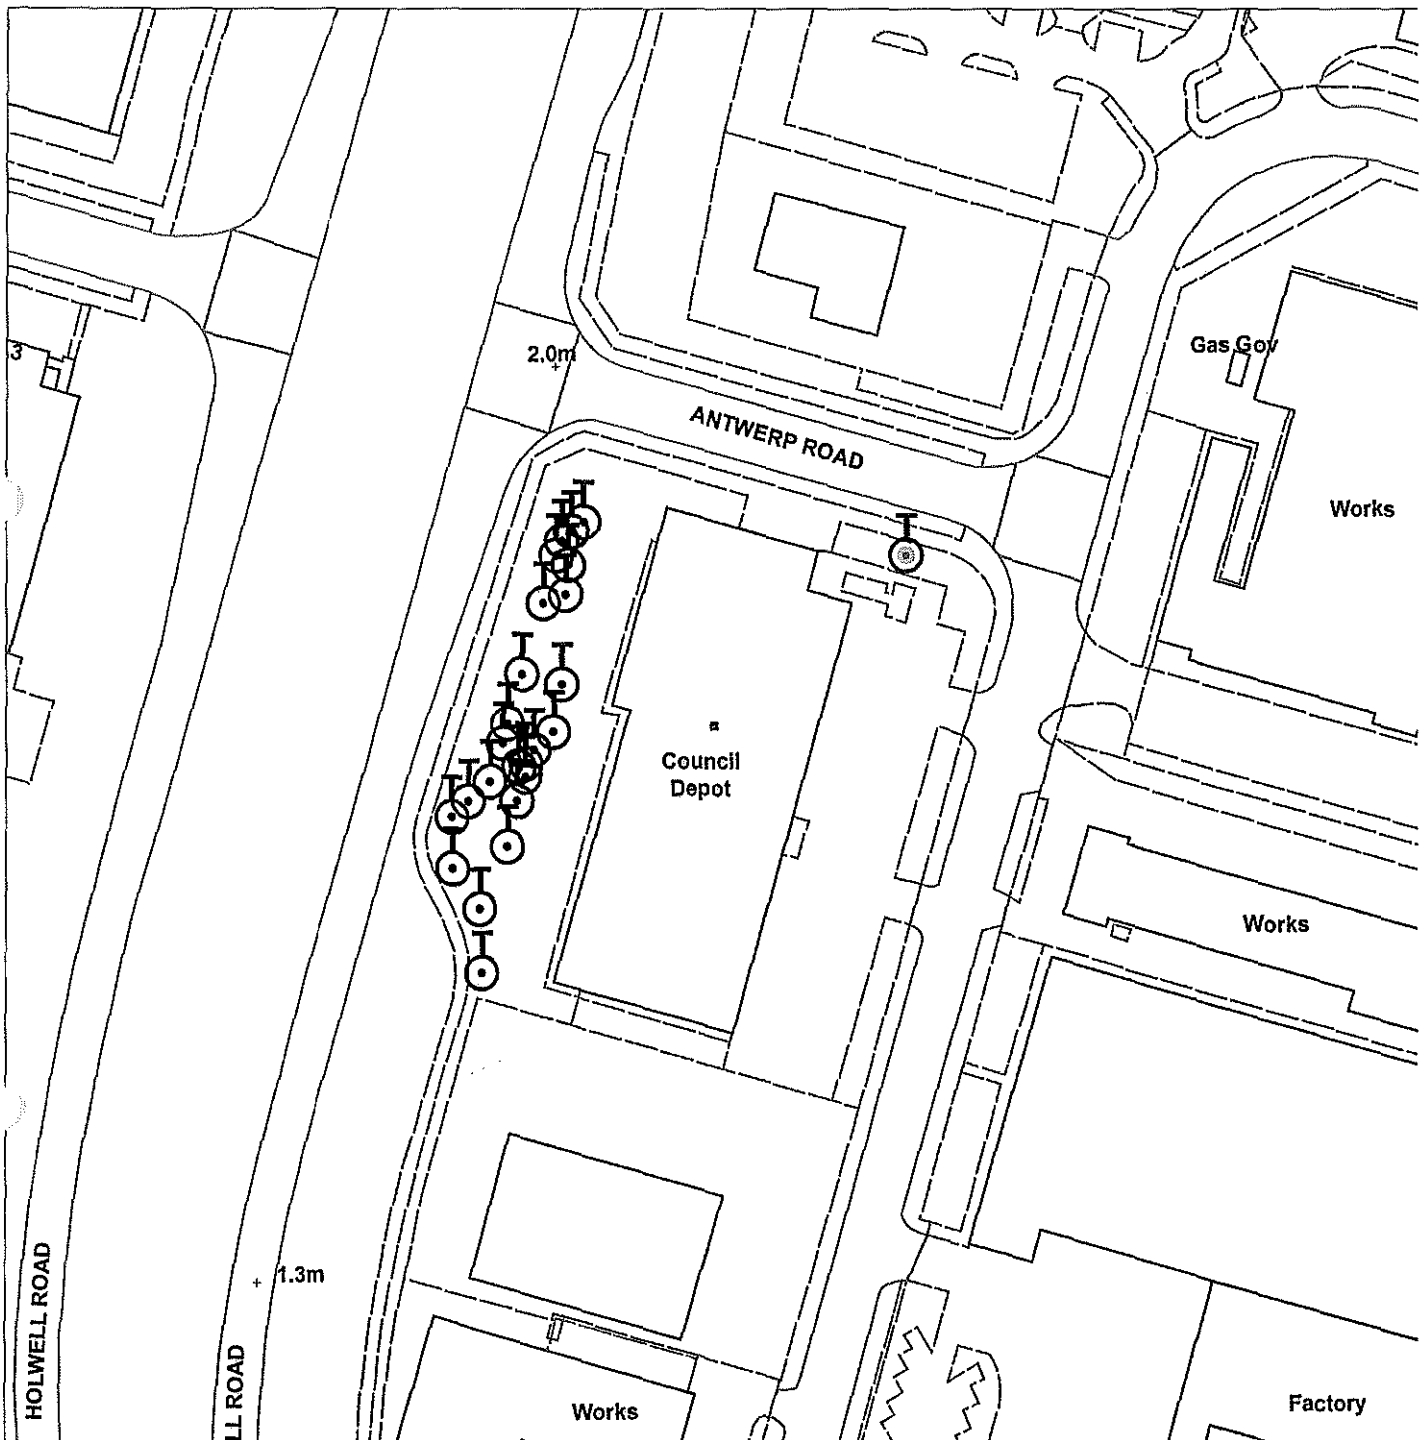 3
2.0m
ANTWERP ROAD
Gas Gov
Works
Council
Depot
Works
1.3m
HOLWELL ROAD
LL ROAD
Works
Factory